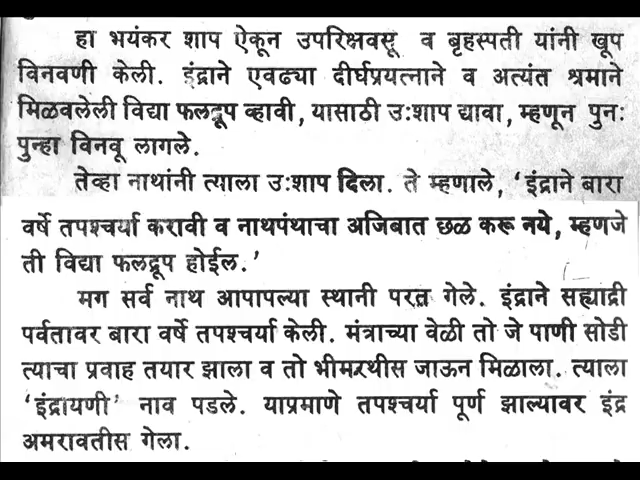 हा भयंकर शाप ऐकून उपरिक्षवसू व बृहस्पती यांनी खूप
विनवणी केली. इंद्राने एवढ्या दीर्घप्रयत्नाने व अत्यंत श्रमाने
मिळवलेली विद्या फलद्रूप व्हावी, यासाठी उःशाप द्यावा, म्हणून पुनः
पुन्हा विनवू लागले.
तेव्हा नाथांनी त्याला उःशाप दिला. ते म्हणाले, ‘इंद्राने बारा
वर्षे तपश्चर्या करावी व नाथपंथाचा अजिबात छळ करू नये, म्हणजे
ती विद्या फलद्रूप होईल.’
मग सर्व नाथ आपापल्या स्थानी परत गेले. इंद्राने सह्याद्री
पर्वतावर बारा वर्षे तपश्चर्या केली. मंत्राच्या वेळी तो जे पाणी सोडी
त्याचा प्रवाह तयार झाला व तो भीमरथीस जाऊन मिळाला. त्याला
‘इंद्रायणी’ नाव पडले. याप्रमाणे तपश्चर्या पूर्ण झाल्यावर इंद्र
अमरावतीस गेला.